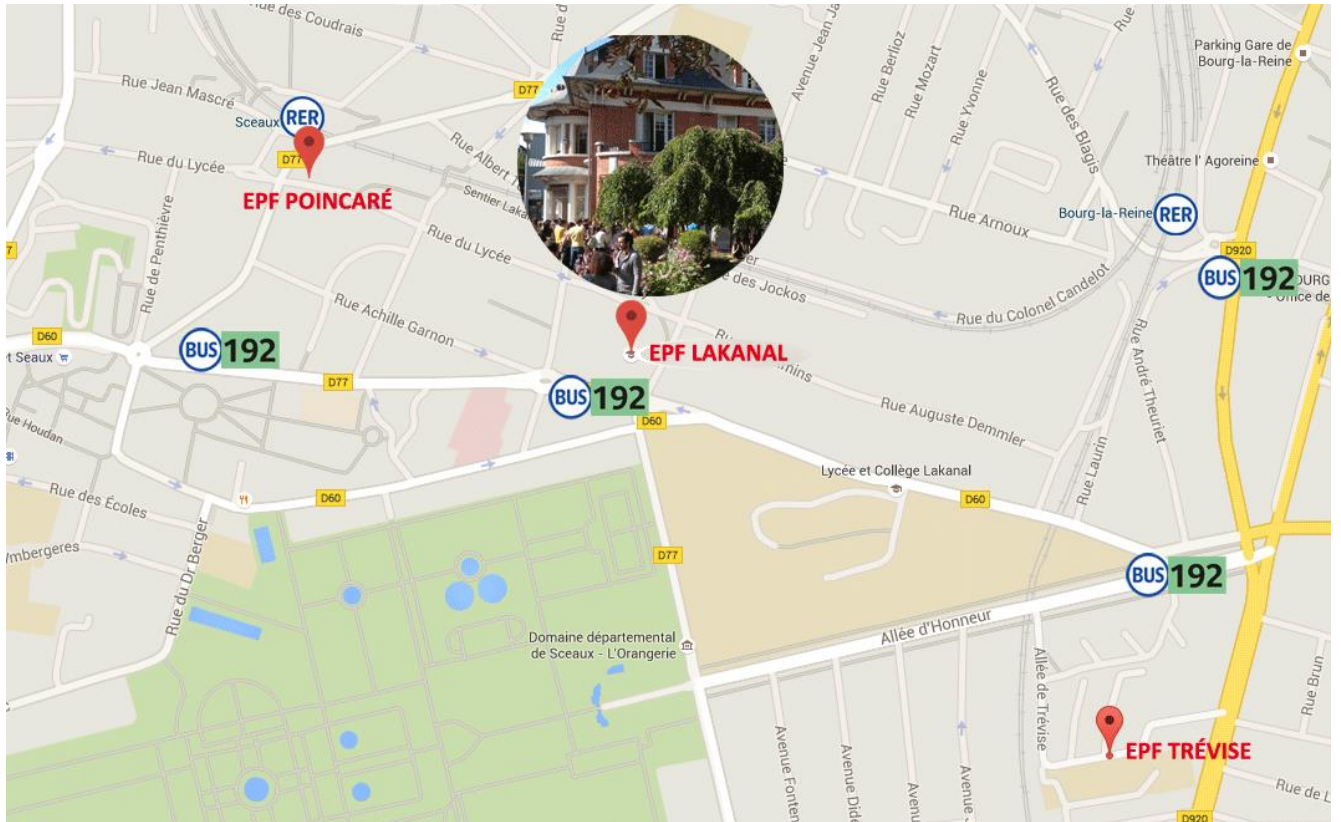 Rue des Coudrais
D77
Parking Gare de
Bourg-la-Reine
Rue Jean Mascré
Sceaux
RER
Rue Berlioz
Rue Mozart
Rue Yvonne
Rue des Blagis
Rue du Lycée
D77
Théâtre l' Agoreine
EPF POINCARÉ
Rue Albert
Sentier
Rue de Penthièvre
Rue du Lycée
Rue Arnoux
Bourg-la-Reine
RER
D920
BUS 192
Rue Achille Garnon
des Jockos
Rue du Colonel Candelot
D60
BUS 192
EPF LAKANAL
Rue André Theuriet
D77
BUS 192
D60
Rue Auguste Demmler
Rue Houdan
Lycée et Collège Lakanal
Rue Laurin
Rue des Écoles
D60
D60
D77
BUS 192
Rue du Dr Berger
Domaine départemental
de Sceaux - L'Orangerie
Allée d'Honneur
Allée de Trévise
Rue Brun
EPF TRÉVISE
Avenue
Avenue
Avenue
Rue de
D920